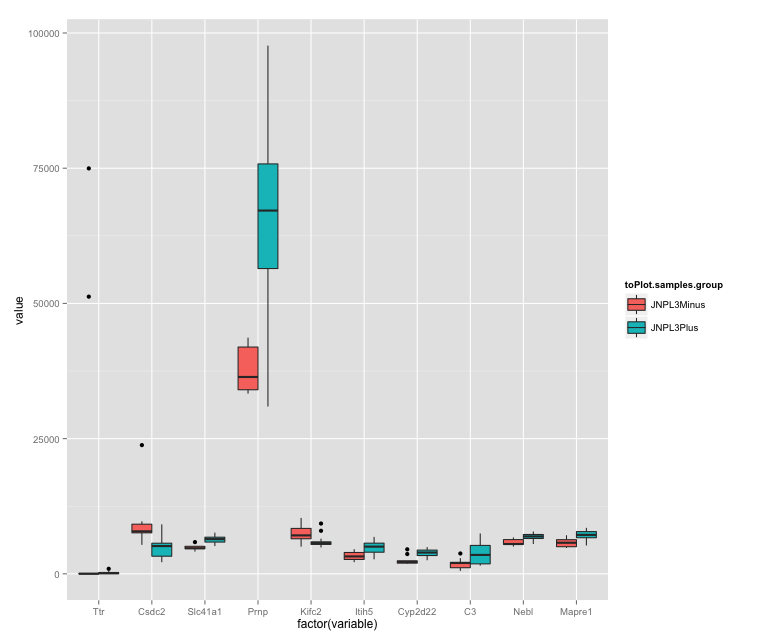 100000
75000
50000
25000
0
value
Ttr Csdc2 Slc41a1 Prnp Kifc2 Itih5 Cyp2d22 C3 Nebl Mapre1
factor(variable)
toPlot.samples.group
JNPL3Minus
JNPL3Plus